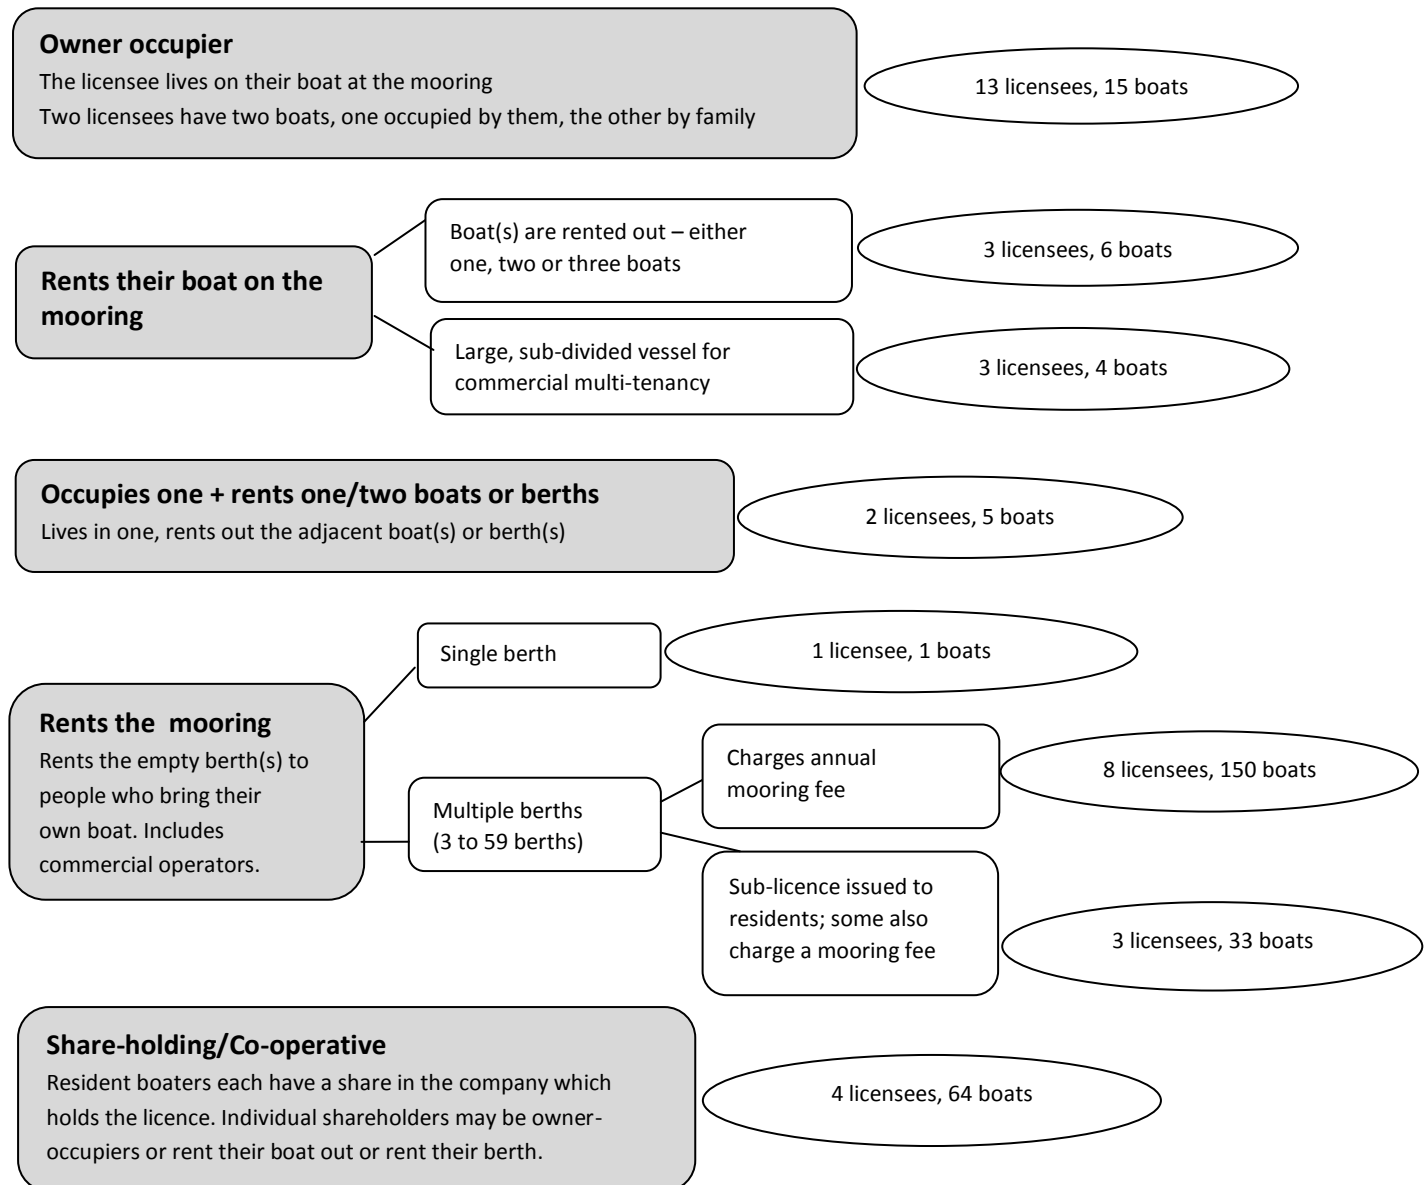 Owner occupier
The licensee lives on their boat at the mooring
Two licensees have two boats, one occupied by them, the other by family
13 licensees, 15 boats
Rents their boat on the
mooring
Boat(s) are rented out – either
one, two or three boats
3 licensees, 6 boats
Large, sub-divided vessel for
commercial multi-tenancy
3 licensees, 4 boats
Occupies one + rents one/two boats or berths
Lives in one, rents out the adjacent boat(s) or berth(s)
2 licensees, 5 boats
Rents the  mooring
Rents the empty berth(s) to
people who bring their
own boat. Includes
commercial operators.
Single berth
1 licensee, 1 boats
Multiple berths
(3 to 59 berths)
Charges annual
mooring fee
8 licensees, 150 boats
Sub-licence issued to
residents; some also
charge a mooring fee
3 licensees, 33 boats
Share-holding/Co-operative
Resident boaters each have a share in the company which
holds the licence. Individual shareholders may be owner-
occupiers or rent their boat out or rent their berth.
4 licensees, 64 boats